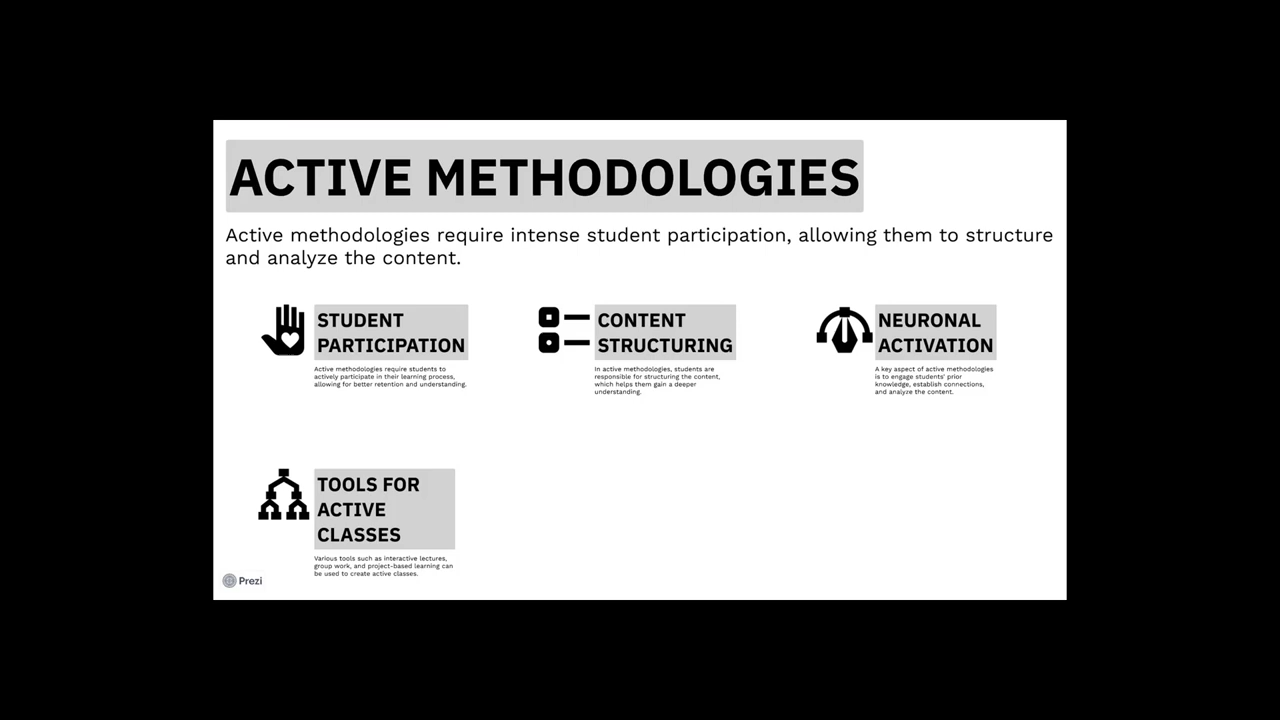 ACTIVE METHODOLOGIES
Active methodologies require intense student participation, allowing them to structure
and analyze the content.
STUDENT
PARTICIPATION
Active methodologies require students to
actively participate in their learning process,
allowing for better retention and understanding.
CONTENT
STRUCTURING
In active methodologies, students are
responsible for structuring the content,
which helps them gain a deeper
understanding.
NEURONAL
ACTIVATION
A key aspect of active methodologies
is to engage students' prior
knowledge, establish connections,
and analyze the content.
TOOLS FOR
ACTIVE
CLASSES
Various tools such as interactive lectures,
group work, and project-based learning can
be used to create active classes.
Prezi